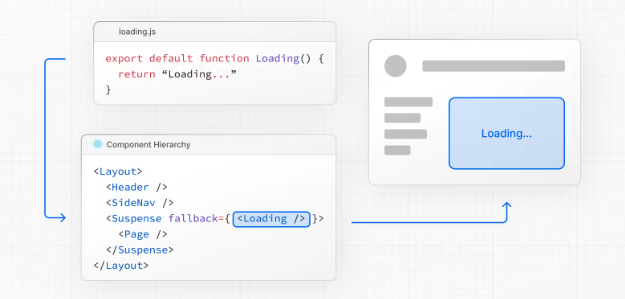 loading.js
export default function Loading() {
return “Loading...”
}
Component Hierarchy
<Layout>
<Header />
<SideNav />
<Suspense fallback={<Loading />}>
<Page />
</Suspense>
</Layout>
Loading...